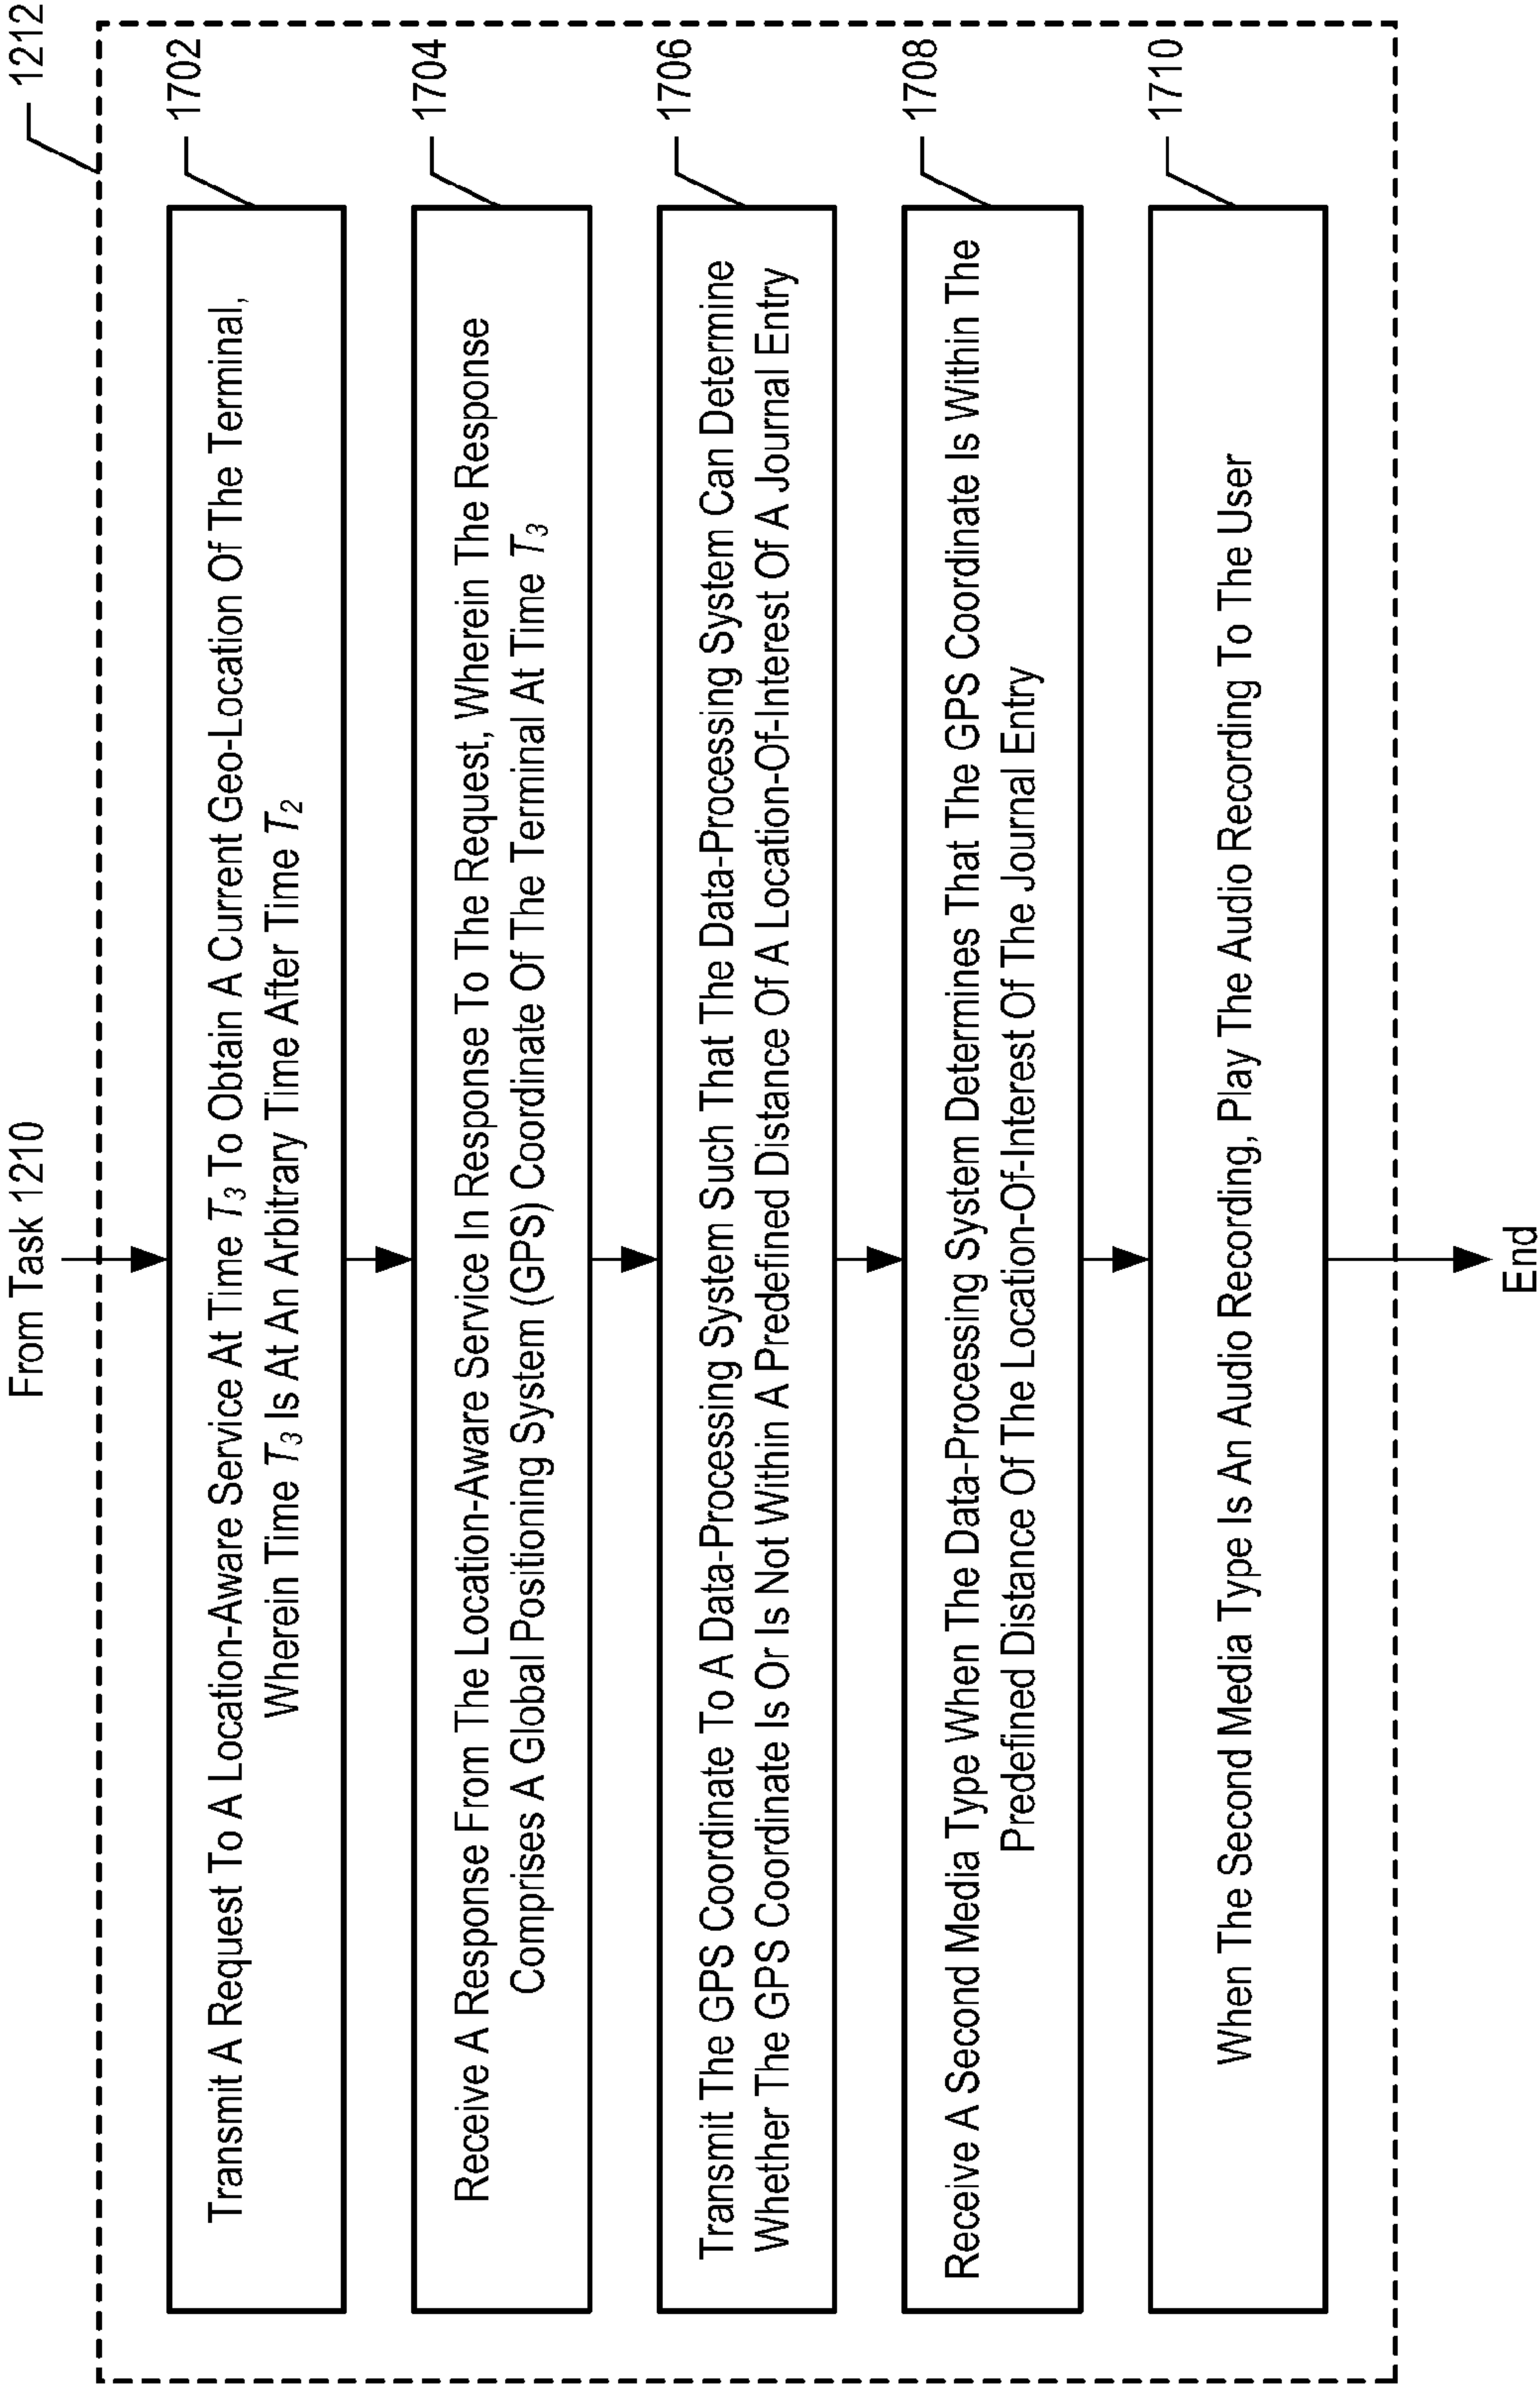 From Task 1210
1212
1702
Transmit A Request To A Location-Aware Service At Time T3 To Obtain A Current Geo-Location Of The Terminal,
Wherein Time T3 Is At An Arbitrary Time After Time T2
1704
Receive A Response From The Location-Aware Service In Response To The Request, Wherein The Response
Comprises A Global Positioning System (GPS) Coordinate Of The Terminal At Time T3
1706
Transmit The GPS Coordinate To A Data-Processing System Such That The Data-Processing System Can Determine
Whether The GPS Coordinate Is Or Is Not Within A Predefined Distance Of A Location-Of-Interest Of A Journal Entry
1708
Receive A Second Media Type When The Data-Processing System Determines That The GPS Coordinate Is Within The
Predefined Distance Of The Location-Of-Interest Of The Journal Entry
1710
When The Second Media Type Is An Audio Recording, Play The Audio Recording To The User
End